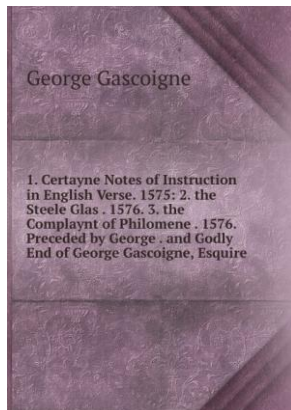 George Gascoigne
1. Certayne Notes of Instruction
in English Verse. 1575: 2. the
Steele Glas . 1576. 3. the
Complaynt of Philomene . 1576.
Preceded by George . and Godly
End of George Gascoigne, Esquire